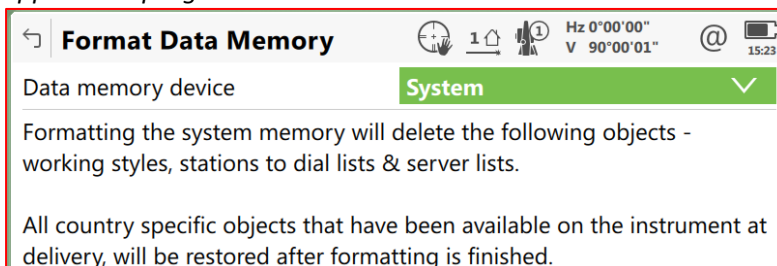 Format Data Memory
1
1
Hz 0°00'00"
V 90°00'01"
@
15:23
Data memory device
System
Formatting the system memory will delete the following objects -
working styles, stations to dial lists & server lists.
All country specific objects that have been available on the instrument at
delivery, will be restored after formatting is finished.